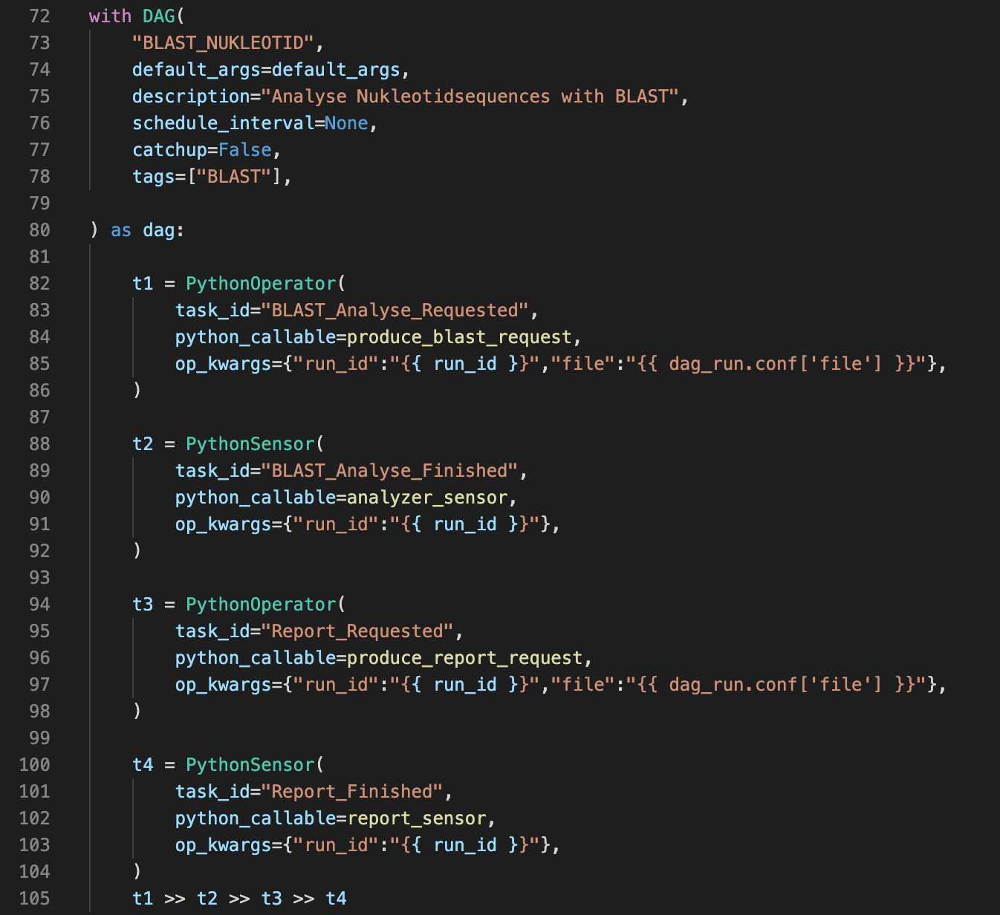 72 with DAG(
73 "BLAST_NUKLEOTID",
74 default_args=default_args,
75 description="Analyse Nukleotidsequences with BLAST",
76 schedule_interval=None,
77 catchup=False,
78 tags=["BLAST"],
79
80 ) as dag:
81
82 t1 = PythonOperator(
83 task_id="BLAST_Analyse_Requested",
84 python_callable=produce_blast_request,
85 op_kwargs={"run_id":"{{ run_id }}","file":"{{ dag_run.conf['file'] }}"},
86 )
87
88 t2 = PythonSensor(
89 task_id="BLAST_Analyse_Finished",
90 python_callable=analyzer_sensor,
91 op_kwargs={"run_id":"{{ run_id }}"},
92 )
93
94 t3 = PythonOperator(
95 task_id="Report_Requested",
96 python_callable=produce_report_request,
97 op_kwargs={"run_id":"{{ run_id }}","file":"{{ dag_run.conf['file'] }}"},
98 )
99
100 t4 = PythonSensor(
101 task_id="Report_Finished",
102 python_callable=report_sensor,
103 op_kwargs={"run_id":"{{ run_id }}"},
104 )
105 t1 >> t2 >> t3 >> t4